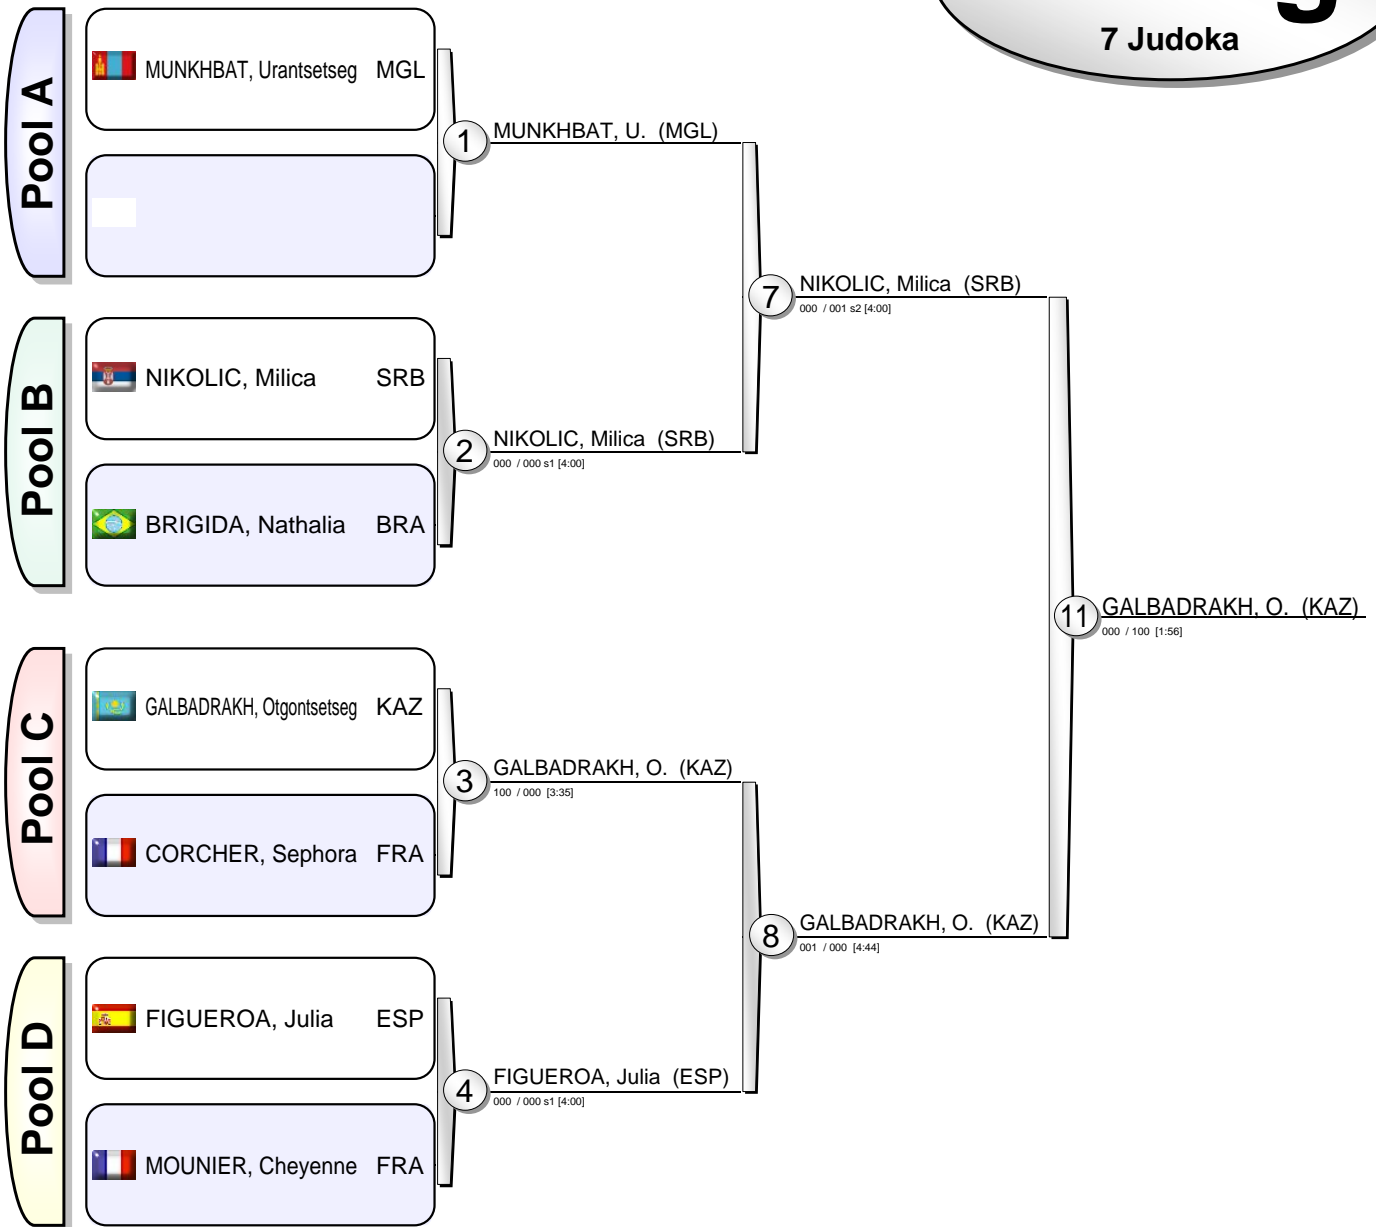 7 Judoka
Pool A
MUNKHBAT, Urantsetseg MGL
1 MUNKHBAT, U. (MGL)
7 NIKOLIC, Milica (SRB)
000 / 001 s2 [4:00]
Pool B
NIKOLIC, Milica SRB
2 NIKOLIC, Milica (SRB)
000 / 000 s1 [4:00]
BRIGIDA, Nathalia BRA
11 GALBADRAKH, O. (KAZ)
000 / 100 [1:56]
Pool C
GALBADRAKH, Otgontsetseg KAZ
3 GALBADRAKH, O. (KAZ)
100 / 000 [3:35]
CORCHER, Sephora FRA
8 GALBADRAKH, O. (KAZ)
001 / 000 [4:44]
Pool D
FIGUEROA, Julia ESP
4 FIGUEROA, Julia (ESP)
000 / 000 s1 [4:00]
MOUNIER, Cheyenne FRA